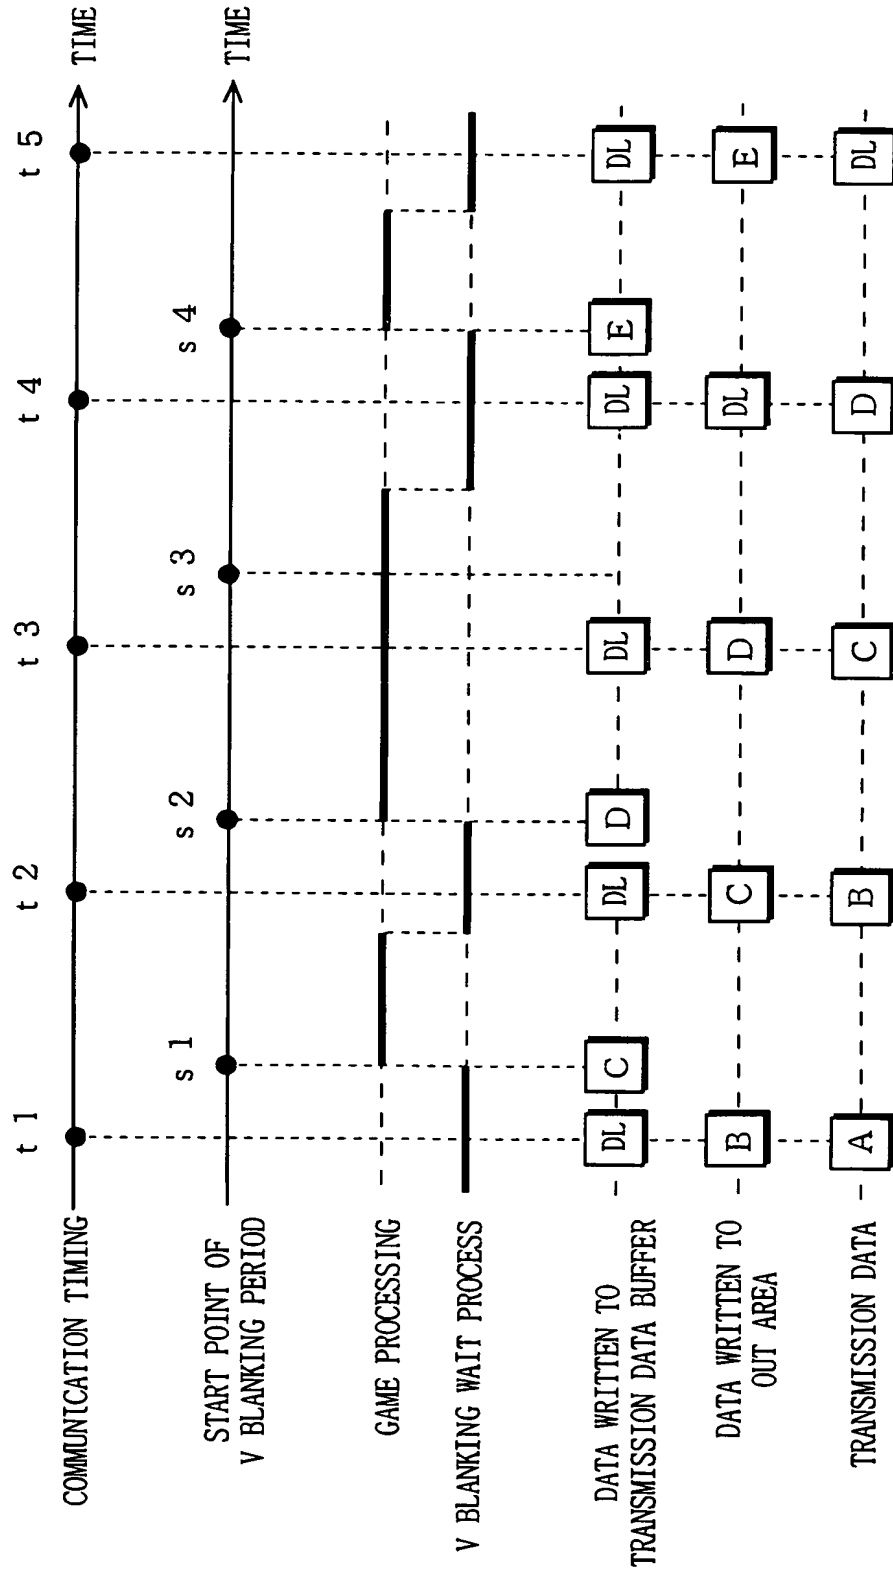 t 1
t 2
t 3
t 4
t 5
COMMUNICATION TIMING
TIME
s 1
s 2
s 3
s 4
START POINT OF
V BLANKING PERIOD
TIME
GAME PROCESSING
V BLANKING WAIT PROCESS
DATA WRITTEN TO
TRANSMISSION DATA BUFFER
DL
C
DL
D
DL
DL
E
DL
DATA WRITTEN TO
OUT AREA
B
C
D
DL
E
TRANSMISSION DATA
A
B
C
D
DL